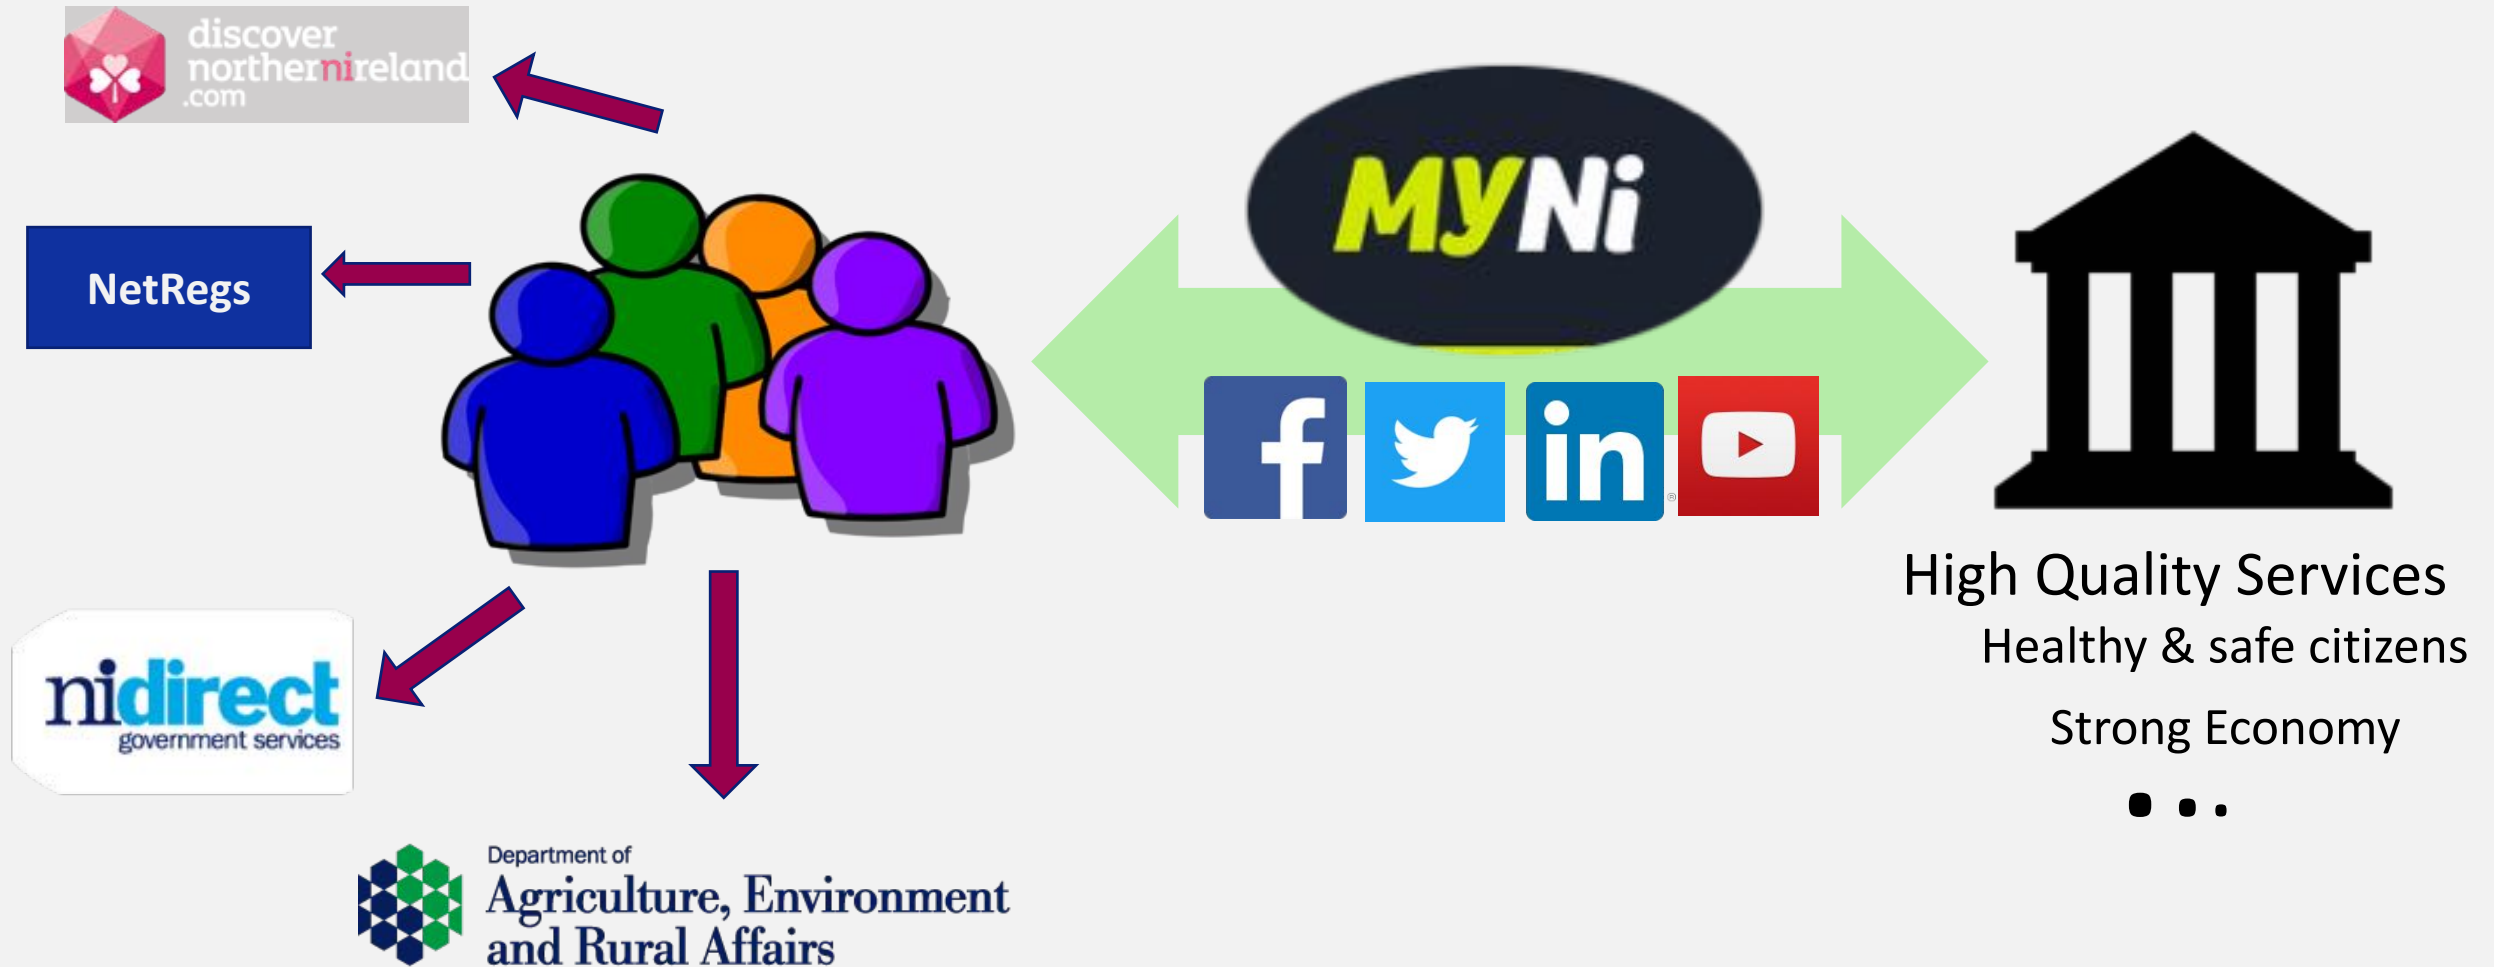 discover
northernireland
.com
NetRegs
nidirect
government services
Department of
Agriculture, Environment
and Rural Affairs
MYNi
f
in
®
High Quality Services
Healthy & safe citizens
Strong Economy
...